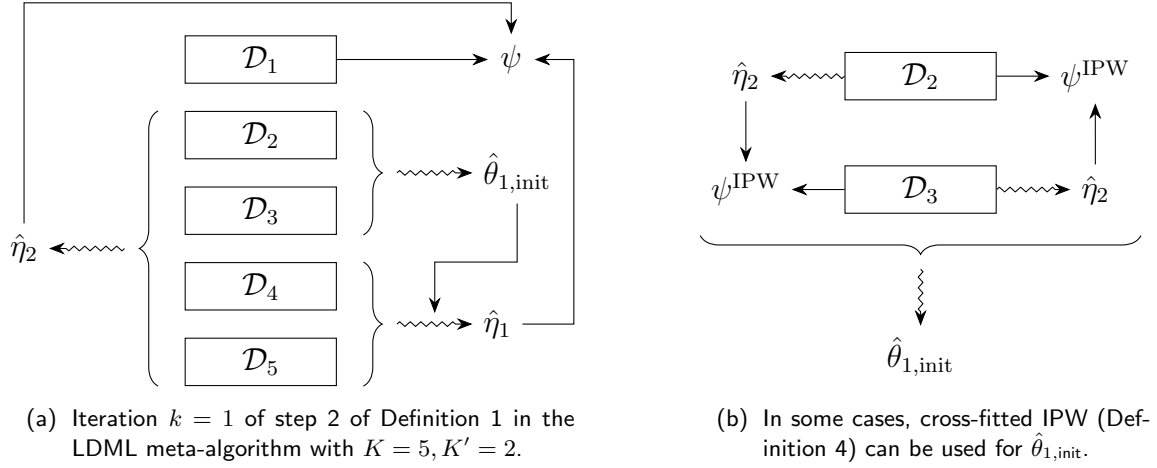 𝒟₁
ψ
𝒟₂
𝒟₃
θ̂₁,init
η̂₂
𝒟₄
𝒟₅
η̂₁
(a) Iteration k = 1 of step 2 of Definition 1 in the
LDML meta-algorithm with K = 5, K′ = 2.
η̂₂
𝒟₂
ψ^IPW
ψ^IPW
𝒟₃
η̂₂
θ̂₁,init
(b) In some cases, cross-fitted IPW (Def-
inition 4) can be used for θ̂₁,init.